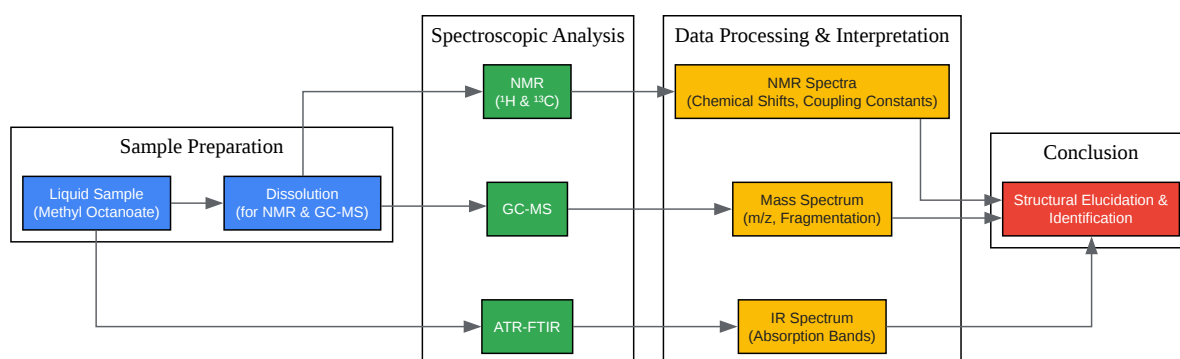 Sample Preparation
Liquid Sample
(Methyl Octanoate)
Dissolution
(for NMR & GC-MS)
Spectroscopic Analysis
NMR
(¹H & ¹³C)
GC-MS
ATR-FTIR
Data Processing & Interpretation
NMR Spectra
(Chemical Shifts, Coupling Constants)
Mass Spectrum
(m/z, Fragmentation)
IR Spectrum
(Absorption Bands)
Conclusion
Structural Elucidation &
Identification